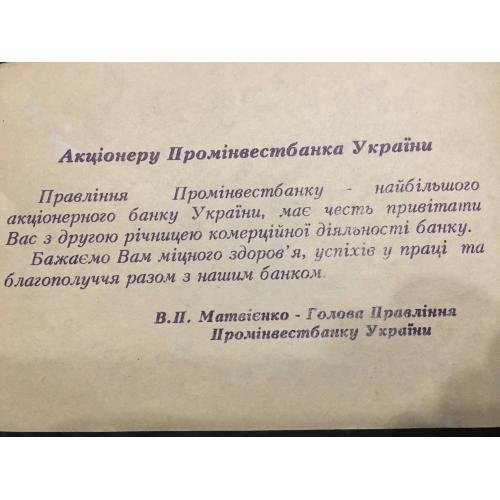 Акціонеру Промінвестбанка України
Правління Промінвестбанку - найбільшого
акціонерного банку України, має честь привітати
Вас з другою річницею комерційної діяльності банку.
Бажаємо Вам міцного здоров'я, успіхів у праці та
благополуччя разом з нашим банком.
В.П. Матвієнко - Голова Правління
Промінвестбанку України